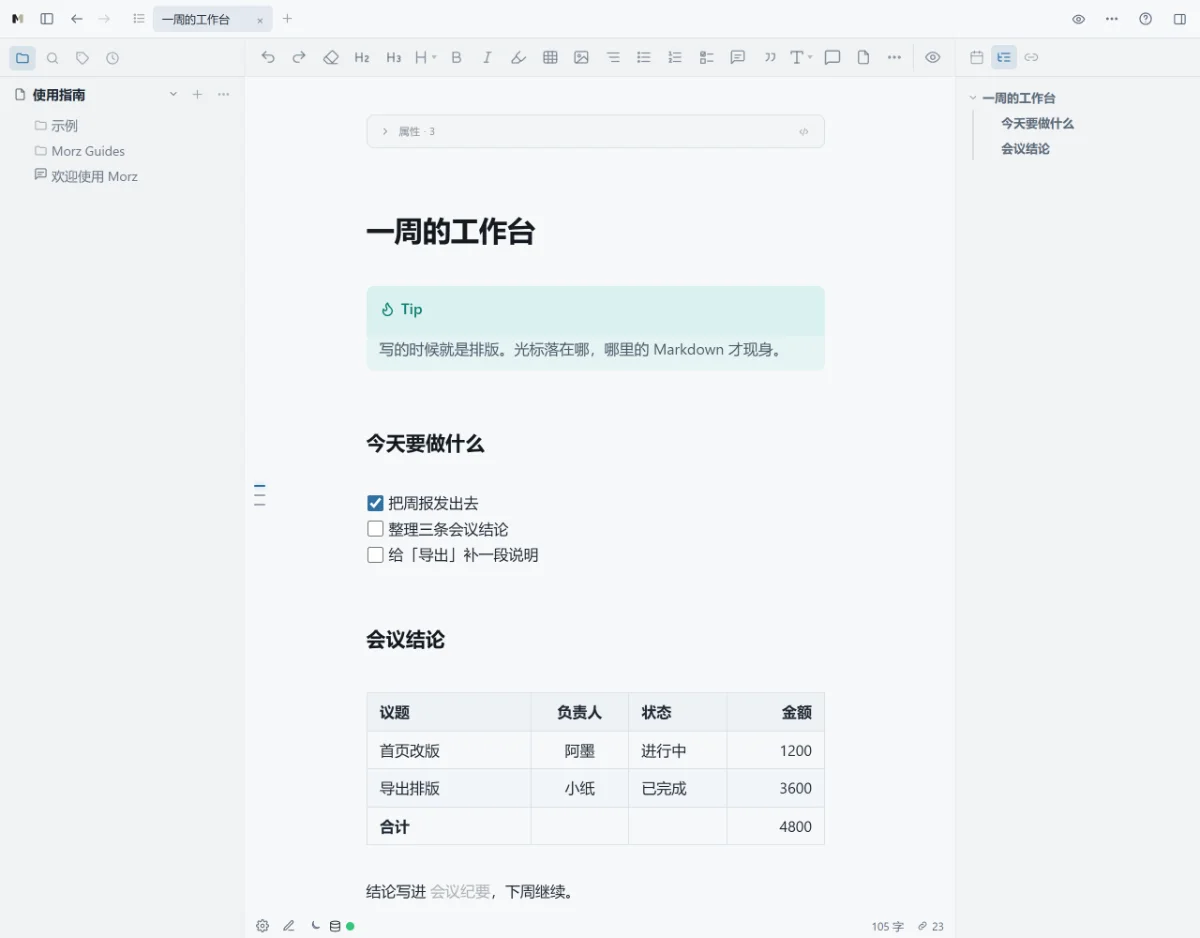 一周的工作台
H2 H3 H B I T
使用指南
示例
Morz Guides
欢迎使用 Morz
属性 · 3
一周的工作台
Tip
写的时候就是排版。光标落在哪，哪里的 Markdown 才现身。
今天要做什么
把周报发出去
整理三条会议结论
给「导出」补一段说明
会议结论
议题 负责人 状态 金额
首页改版 阿墨 进行中 1200
导出排版 小纸 已完成 3600
合计 4800
结论写进 会议纪要，下周继续。
105 字 23
一周的工作台
今天要做什么
会议结论